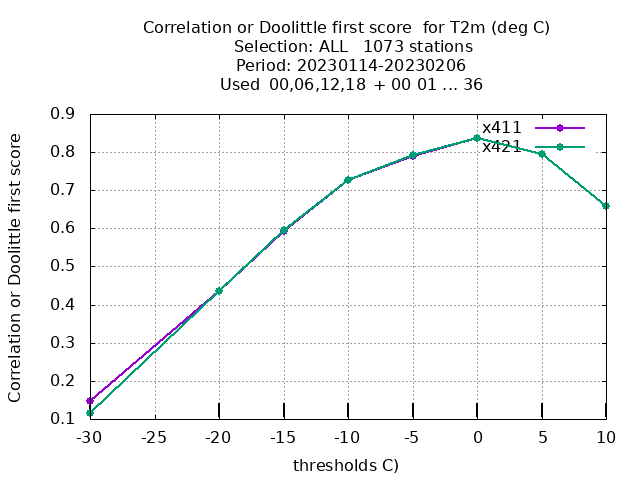 Correlation or Doolittle first score  for T2m (deg C)
Selection: ALL   1073 stations
Period: 20230114-20230206
Used  00,06,12,18  + 00 01 ... 36
Correlation or Doolittle first score
0.9
0.8
0.7
0.6
0.5
0.4
0.3
0.2
0.1
x411
x421
-30 -25 -20 -15 -10 -5 0 5 10
thresholds C)